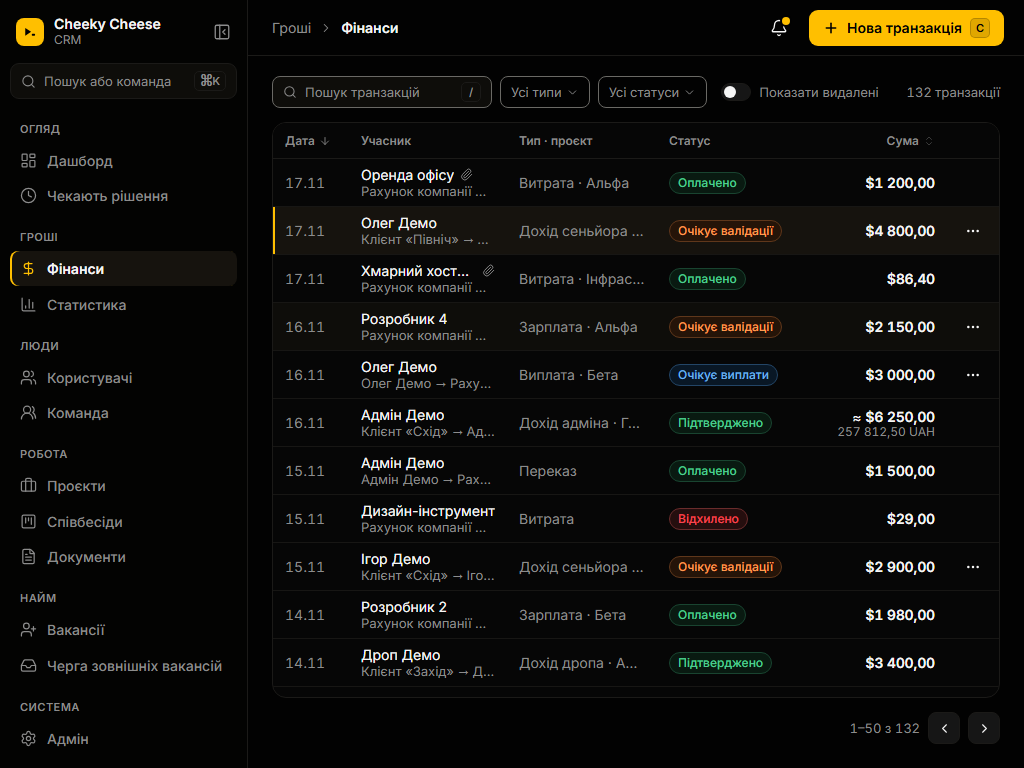 Cheeky Cheese
CRM
Пошук або команда ⌘K
ОГЛЯД
Дашборд
Чекають рішення
ГРОШІ
Фінанси
Статистика
ЛЮДИ
Користувачі
Команда
РОБОТА
Проєкти
Співбесіди
Документи
НАЙМ
Вакансії
Черга зовнішніх вакансій
СИСТЕМА
Адмін
Гроші > Фінанси
+ Нова транзакція C
Пошук транзакцій /
Усі типи
Усі статуси
Показати видалені
132 транзакції
Дата ↓ Учасник Тип · проєкт Статус Сума
17.11 Оренда офісу Витрата · Альфа Оплачено $1 200,00
Рахунок компанії ...
17.11 Олег Демо Дохід сеньйора ... Очікує валідації $4 800,00 ...
Клієнт «Північ» → ...
17.11 Хмарний хост... Витрата · Інфрас... Оплачено $86,40
Рахунок компанії ...
16.11 Розробник 4 Зарплата · Альфа Очікує валідації $2 150,00 ...
Рахунок компанії ...
16.11 Олег Демо Виплата · Бета Очікує виплати $3 000,00 ...
Олег Демо → Раху...
16.11 Адмін Демо Дохід адміна · Г... Підтверджено ≈ $6 250,00
Клієнт «Схід» → Ад... 257 812,50 UAH
15.11 Адмін Демо Переказ Оплачено $1 500,00
Адмін Демо → Рах...
15.11 Дизайн-інструмент Витрата Відхилено $29,00
Рахунок компанії ...
15.11 Ігор Демо Дохід сеньйора ... Очікує валідації $2 900,00 ...
Клієнт «Схід» → Іго...
14.11 Розробник 2 Зарплата · Бета Оплачено $1 980,00
Рахунок компанії ...
14.11 Дроп Демо Дохід дропа · А... Підтверджено $3 400,00
Клієнт «Захід» → Д...
1–50 з 132